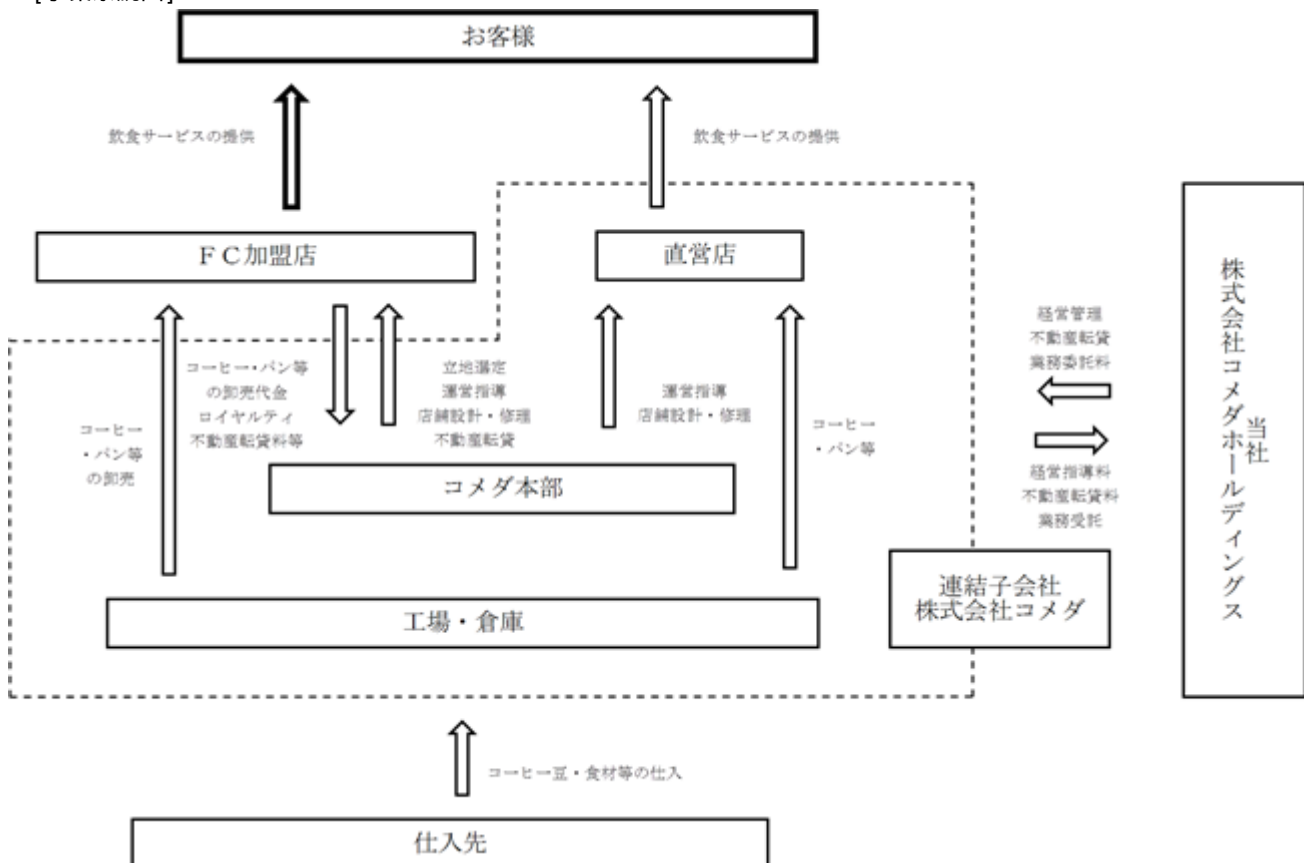 お客様
飲食サービスの提供
飲食サービスの提供
FC加盟店
直営店
コーヒー
・パン等
の卸売
コーヒー・パン等
の卸売代金
ロイヤルティ
不動産転貸料等
立地選定
運営指導
店舗設計・修理
不動産転貸
運営指導
店舗設計・修理
コーヒー
・パン等
コメダ本部
工場・倉庫
連結子会社
株式会社コメダ
経営管理
不動産転貸
業務委託料
経営指導料
不動産転貸料
業務受託
当社
株式会社コメダホールディングス
コーヒー豆・食材等の仕入
仕入先